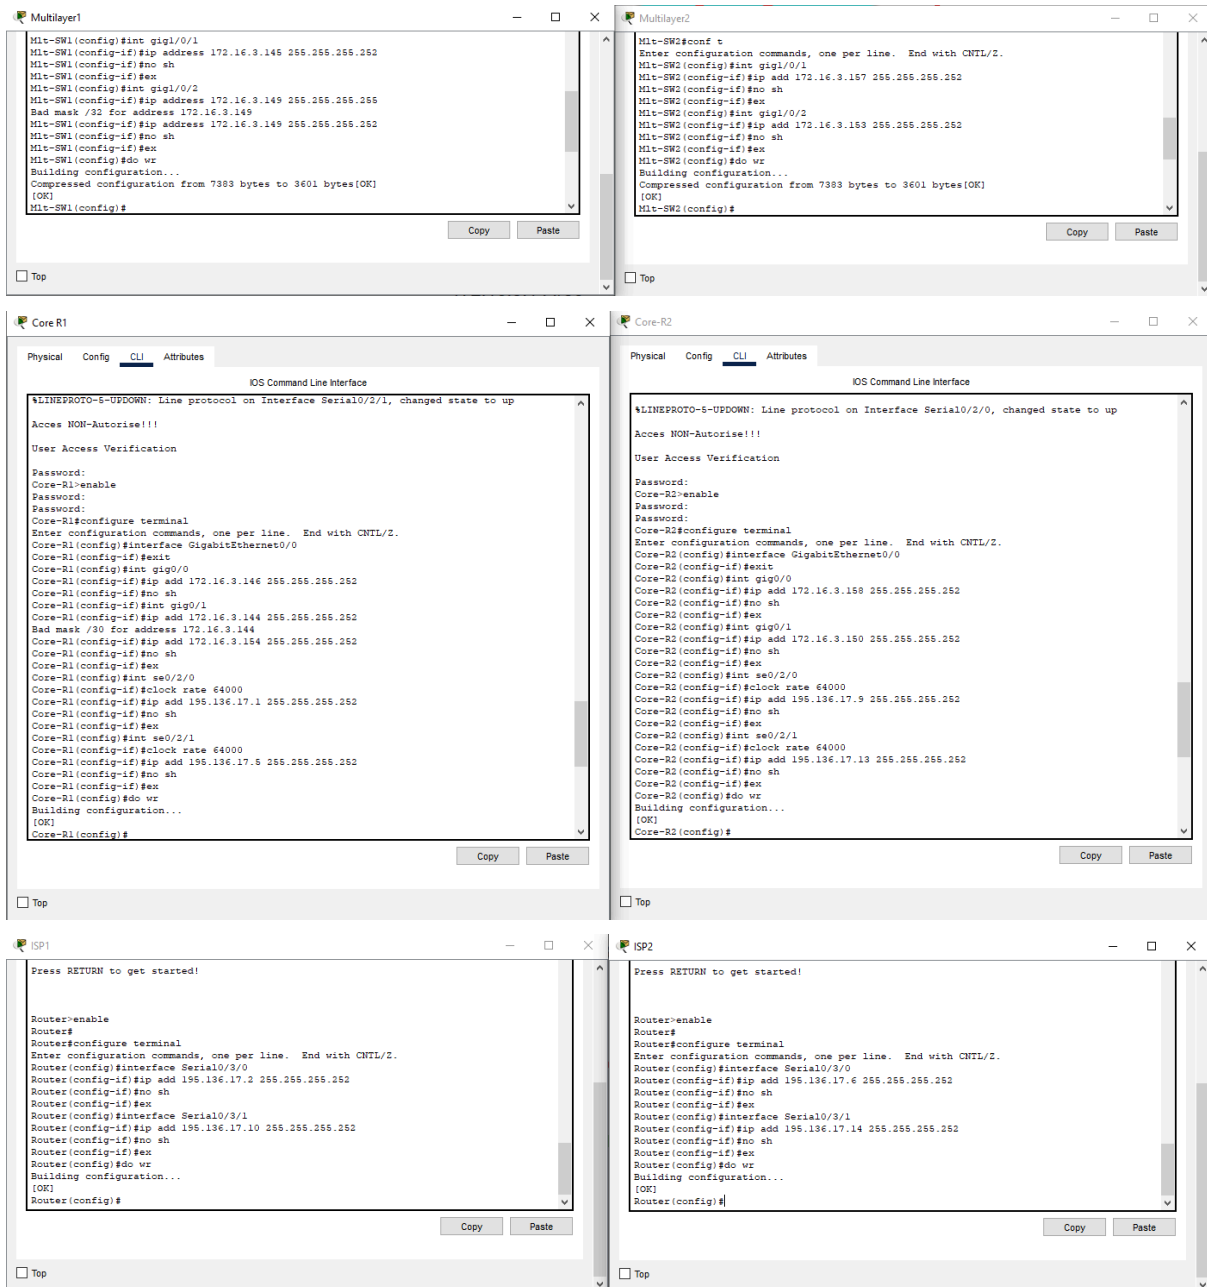 Multilayer1
Mlt-SW1(config)#int gig1/0/1
Mlt-SW1(config-if)#ip address 172.16.3.145 255.255.255.252
Mlt-SW1(config-if)#no sh
Mlt-SW1(config-if)#ex
Mlt-SW1(config)#int gig1/0/2
Mlt-SW1(config-if)#ip address 172.16.3.149 255.255.255.255
Bad mask /32 for address 172.16.3.149
Mlt-SW1(config-if)#ip address 172.16.3.149 255.255.255.252
Mlt-SW1(config-if)#no sh
Mlt-SW1(config-if)#ex
Mlt-SW1(config)#do wr
Building configuration...
Compressed configuration from 7383 bytes to 3601 bytes[OK]
[OK]
Mlt-SW1(config)#
Copy
Paste
Top
Multilayer2
Mlt-SW2#conf t
Enter configuration commands, one per line.  End with CNTL/Z.
Mlt-SW2(config)#int gig1/0/1
Mlt-SW2(config-if)#ip add 172.16.3.157 255.255.255.252
Mlt-SW2(config-if)#no sh
Mlt-SW2(config-if)#ex
Mlt-SW2(config)#int gig1/0/2
Mlt-SW2(config-if)#ip add 172.16.3.153 255.255.255.252
Mlt-SW2(config-if)#no sh
Mlt-SW2(config-if)#ex
Mlt-SW2(config)#do wr
Building configuration...
Compressed configuration from 7383 bytes to 3601 bytes[OK]
[OK]
Mlt-SW2(config)#
Copy
Paste
Top
Core R1
Physical
Config
CLI
Attributes
IOS Command Line Interface
%LINEPROTO-5-UPDOWN: Line protocol on Interface Serial0/2/1, changed state to up
Acces NON-Autorise!!!
User Access Verification
Password:
Core-R1>enable
Password:
Password:
Core-R1#configure terminal
Enter configuration commands, one per line.  End with CNTL/Z.
Core-R1(config)#interface GigabitEthernet0/0
Core-R1(config-if)#exit
Core-R1(config)#int gig0/0
Core-R1(config-if)#ip add 172.16.3.146 255.255.255.252
Core-R1(config-if)#no sh
Core-R1(config-if)#int gig0/1
Core-R1(config-if)#ip add 172.16.3.144 255.255.255.252
Bad mask /30 for address 172.16.3.144
Core-R1(config-if)#ip add 172.16.3.154 255.255.255.252
Core-R1(config-if)#no sh
Core-R1(config-if)#ex
Core-R1(config)#int se0/2/0
Core-R1(config-if)#clock rate 64000
Core-R1(config-if)#ip add 195.136.17.1 255.255.255.252
Core-R1(config-if)#no sh
Core-R1(config-if)#ex
Core-R1(config)#int se0/2/1
Core-R1(config-if)#clock rate 64000
Core-R1(config-if)#ip add 195.136.17.5 255.255.255.252
Core-R1(config-if)#no sh
Core-R1(config-if)#ex
Core-R1(config)#do wr
Building configuration...
[OK]
Core-R1(config)#
Copy
Paste
Top
Core-R2
Physical
Config
CLI
Attributes
IOS Command Line Interface
%LINEPROTO-5-UPDOWN: Line protocol on Interface Serial0/2/0, changed state to up
Acces NON-Autorise!!!
User Access Verification
Password:
Core-R2>enable
Password:
Password:
Core-R2#configure terminal
Enter configuration commands, one per line.  End with CNTL/Z.
Core-R2(config)#interface GigabitEthernet0/0
Core-R2(config-if)#exit
Core-R2(config)#int gig0/0
Core-R2(config-if)#ip add 172.16.3.158 255.255.255.252
Core-R2(config-if)#no sh
Core-R2(config-if)#ex
Core-R2(config)#int gig0/1
Core-R2(config-if)#ip add 172.16.3.150 255.255.255.252
Core-R2(config-if)#no sh
Core-R2(config-if)#ex
Core-R2(config)#int se0/2/0
Core-R2(config-if)#clock rate 64000
Core-R2(config-if)#ip add 195.136.17.9 255.255.255.252
Core-R2(config-if)#no sh
Core-R2(config-if)#ex
Core-R2(config)#int se0/2/1
Core-R2(config-if)#clock rate 64000
Core-R2(config-if)#ip add 195.136.17.13 255.255.255.252
Core-R2(config-if)#no sh
Core-R2(config-if)#ex
Core-R2(config)#do wr
Building configuration...
[OK]
Core-R2(config)#
Copy
Paste
Top
ISP1
Press RETURN to get started!
Router>enable
Router#
Router#configure terminal
Enter configuration commands, one per line.  End with CNTL/Z.
Router(config)#interface Serial0/3/0
Router(config-if)#ip add 195.136.17.2 255.255.255.252
Router(config-if)#no sh
Router(config-if)#ex
Router(config)#interface Serial0/3/1
Router(config-if)#ip add 195.136.17.10 255.255.255.252
Router(config-if)#no sh
Router(config-if)#ex
Router(config)#do wr
Building configuration...
[OK]
Router(config)#
Copy
Paste
Top
ISP2
Press RETURN to get started!
Router>enable
Router#
Router#configure terminal
Enter configuration commands, one per line.  End with CNTL/Z.
Router(config)#interface Serial0/3/0
Router(config-if)#ip add 195.136.17.6 255.255.255.252
Router(config-if)#no sh
Router(config-if)#ex
Router(config)#interface Serial0/3/1
Router(config-if)#ip add 195.136.17.14 255.255.255.252
Router(config-if)#no sh
Router(config-if)#ex
Router(config)#do wr
Building configuration...
[OK]
Router(config)#
Copy
Paste
Top